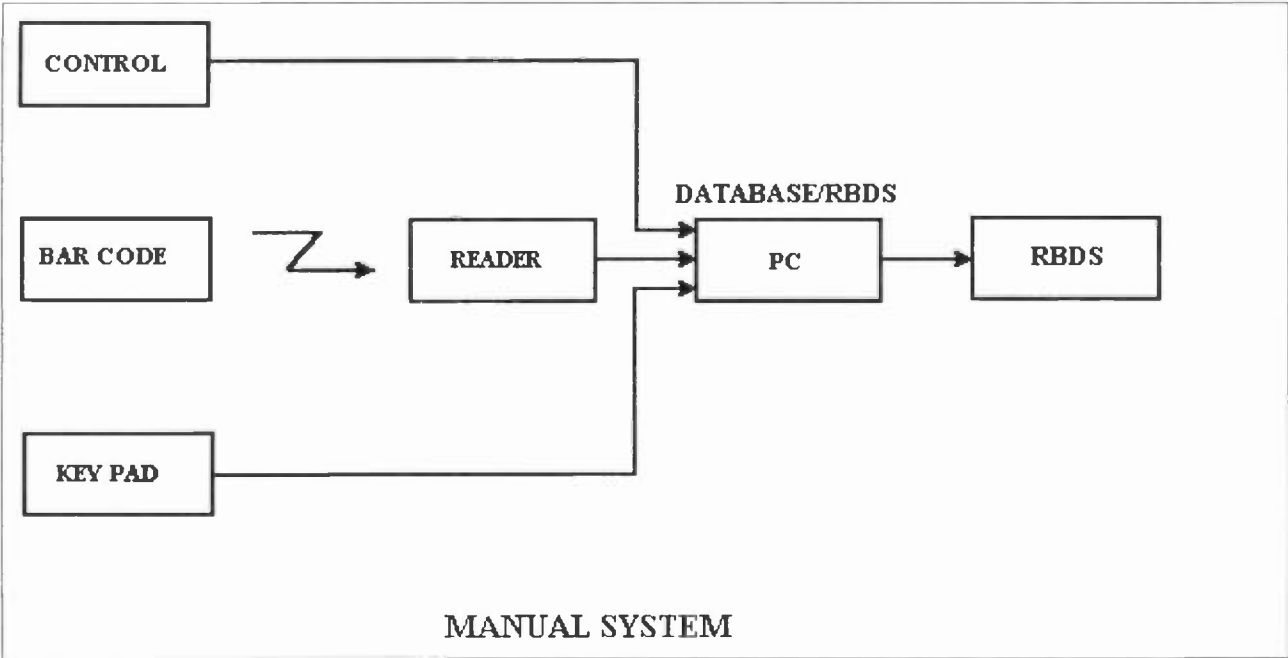 CONTROL
DATABASE/RBDS
BAR CODE
READER
PC
RBDS
KEY PAD
MANUAL SYSTEM